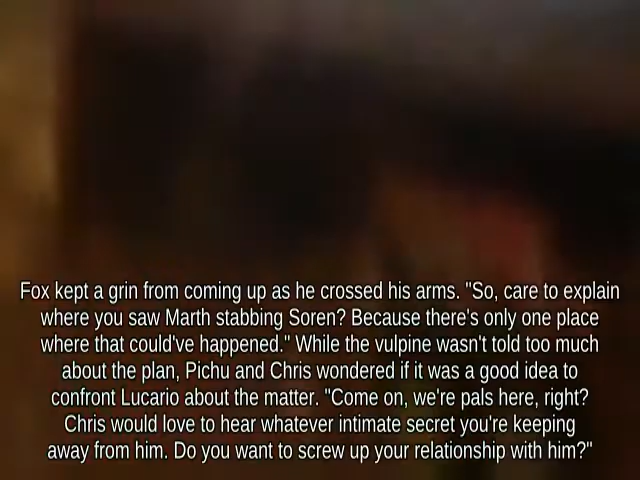 Fox kept a grin from coming up as he crossed his arms. "So, care to explain
where you saw Marth stabbing Soren? Because there's only one place
where that could've happened." While the vulpine wasn't told too much
about the plan, Pichu and Chris wondered if it was a good idea to
confront Lucario about the matter. "Come on, we're pals here, right?
Chris would love to hear whatever intimate secret you're keeping
away from him. Do you want to screw up your relationship with him?"